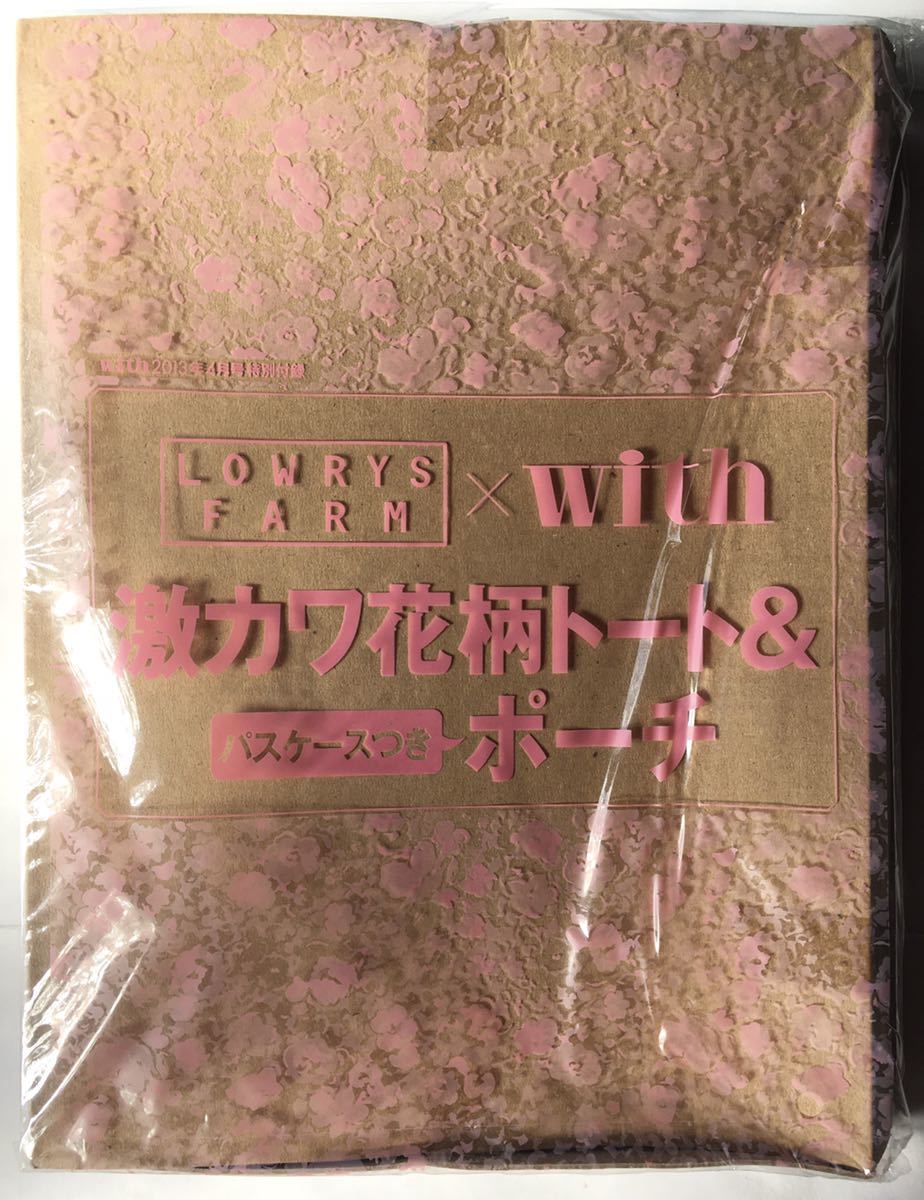 with 2013年4月号特別付録
LOWRYS
FARM
×with
激カワ花柄トート&
パスケースつき ポーチ